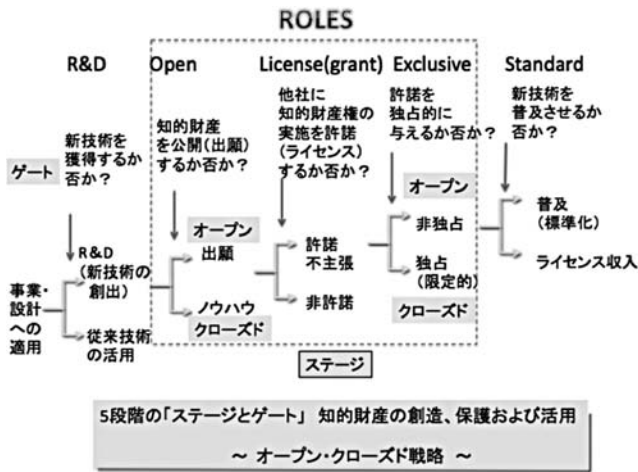 ROLES
R&D
Open
License(grant)
Exclusive
Standard
ゲート
新技術を
獲得するか
否か？
知的財産
を公開(出願)
するか否か？
他社に
知的財産権の
実施を許諾
(ライセンス)
するか否か？
許諾を
独占的に
与えるか否か？
新技術を
普及させるか
否か？
事業・
設計
への
適用
R&D
(新技術の
創出)
従来技術
の活用
オープン
出願
ノウハウ
クローズド
許諾
不主張
非許諾
オープン
非独占
独占
(限定的)
クローズド
普及
(標準化)
ライセンス収入
ステージ
5段階の「ステージとゲート」 知的財産の創造、保護および活用
～ オープン・クローズド戦略 ～